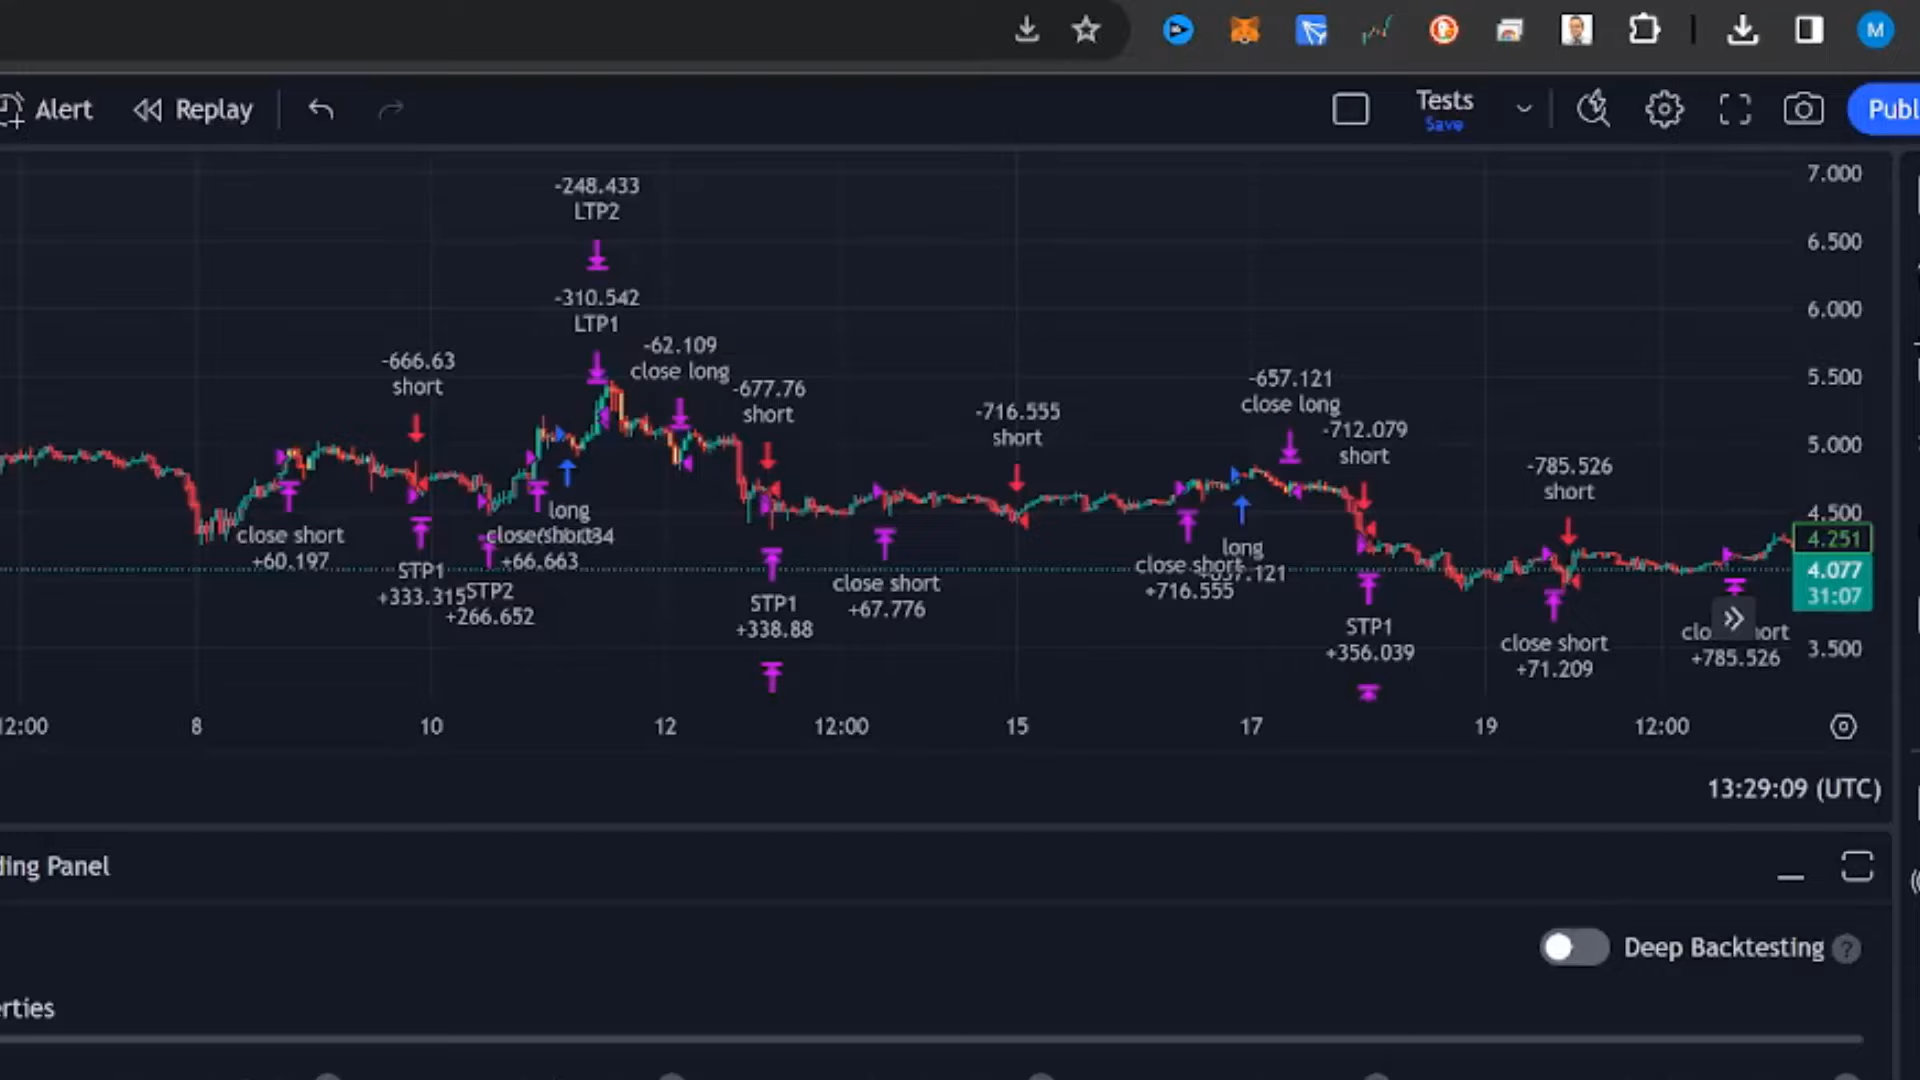 M
Alert
Replay
Tests
Save
Publ
-248.433
LTP2
-310.542
LTP1
-62.109
close long
-666.63
short
-677.76
short
-716.555
short
-657.121
close long
-712.079
short
-785.526
short
close short
+60.197
STP1
+333.315
long
close short
+66.663
STP2
+266.652
STP1
+338.88
close short
+67.776
long
close short
+716.555
STP1
+356.039
close short
+71.209
+785.526
7.000
6.500
6.000
5.500
5.000
4.500
4.251
4.077
31:07
3.500
12:00
8
10
12
12:00
15
17
19
12:00
13:29:09 (UTC)
ding Panel
Deep Backtesting ?
erties